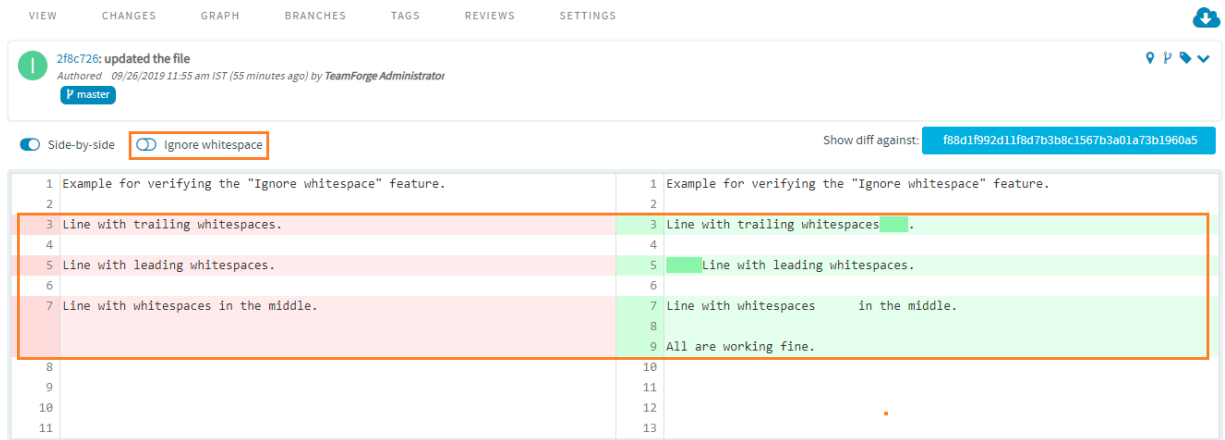 VIEW CHANGES GRAPH BRANCHES TAGS REVIEWS SETTINGS
I
2f8c726: updated the file
Authored 09/26/2019 11:55 am IST (55 minutes ago) by TeamForge Administrator
master
Side-by-side Ignore whitespace Show diff against: f88d1f992d11f8d7b3b8c1567b3a01a73b1960a5
1 Example for verifying the "Ignore whitespace" feature. 1 Example for verifying the "Ignore whitespace" feature.
2 2
3 Line with trailing whitespaces. 3 Line with trailing whitespaces    .
4 4
5 Line with leading whitespaces. 5     Line with leading whitespaces.
6 6
7 Line with whitespaces in the middle. 7 Line with whitespaces      in the middle.
8
9 All are working fine.
8 10
9 11
10 12
11 13